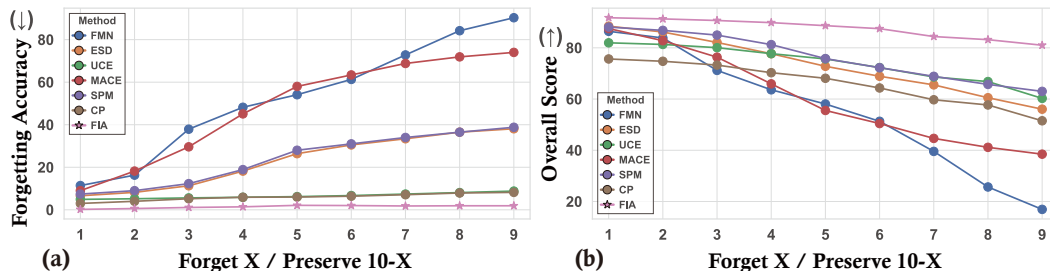 (↓)
Forgetting Accuracy
80
60
40
20
0
Method
FMN
ESD
UCE
MACE
SPM
CP
FIA
1 2 3 4 5 6 7 8 9
(a) Forget X / Preserve 10-X
(↑)
Overall Score
80
60
40
20
Method
FMN
ESD
UCE
MACE
SPM
CP
FIA
1 2 3 4 5 6 7 8 9
(b) Forget X / Preserve 10-X